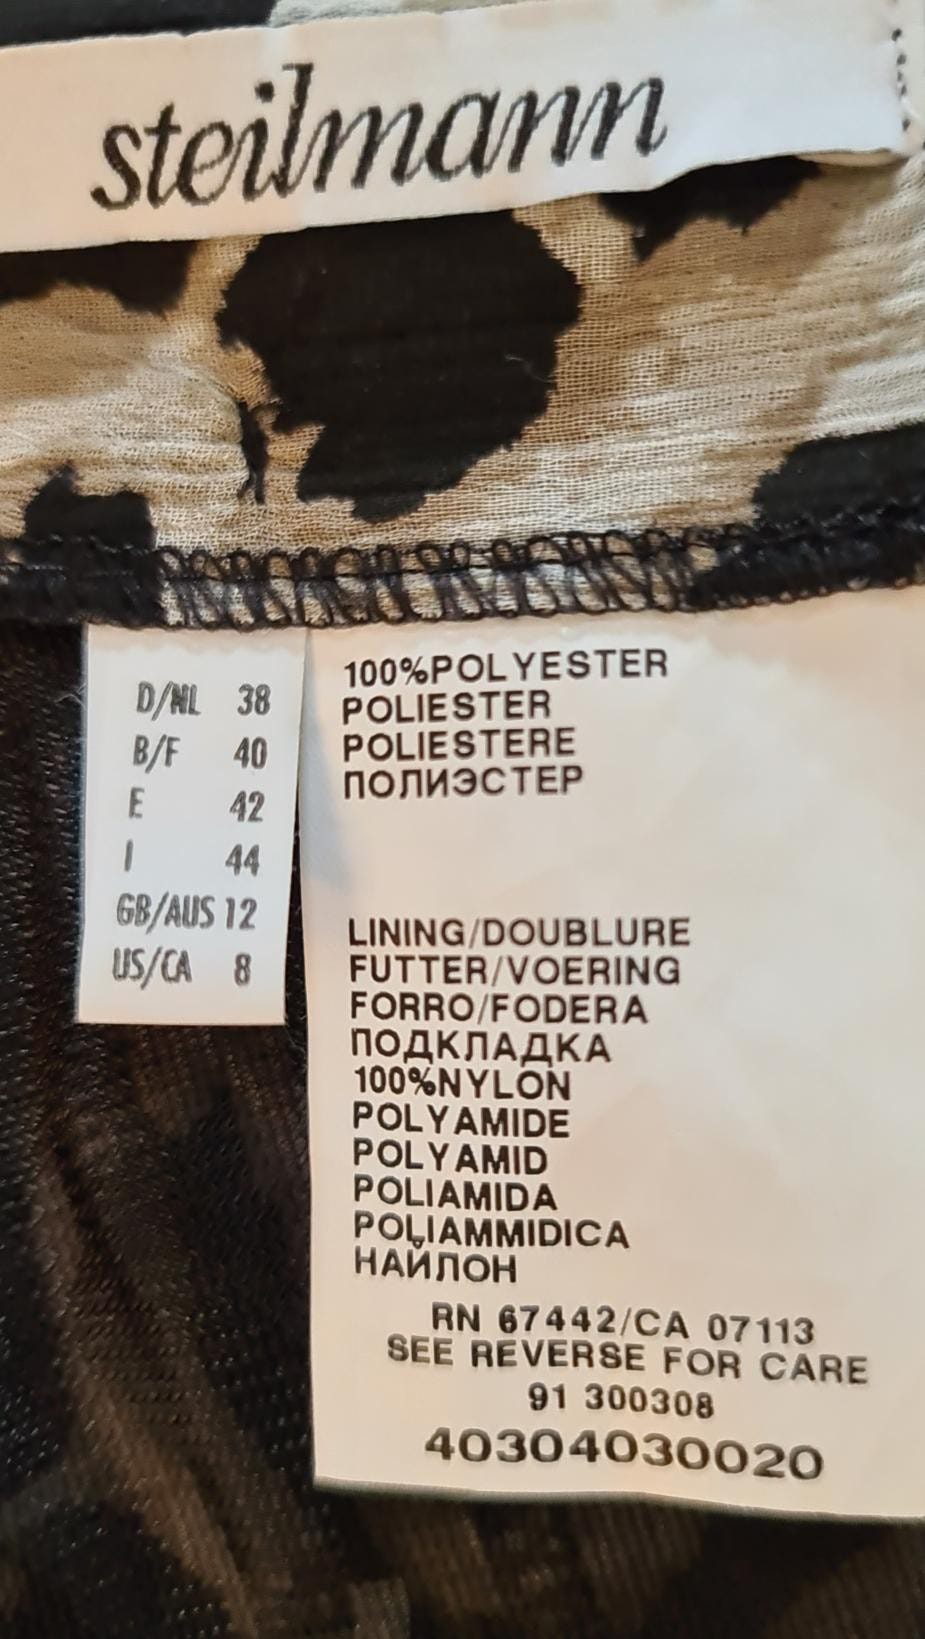 steilmann
D/NL 38
B/F 40
E 42
I 44
GB/AUS 12
US/CA 8
100%POLYESTER
POLIESTER
POLIESTERE
ПОЛИЭСТЕР
LINING/DOUBLURE
FUTTER/VOERING
FORRO/FODERA
ПОДКЛАДКА
100%NYLON
POLYAMIDE
POLYAMID
POLIAMIDA
POLIAMMIDICA
НАЙЛОН
RN 67442/CA 07113
SEE REVERSE FOR CARE
91 300308
40304030020